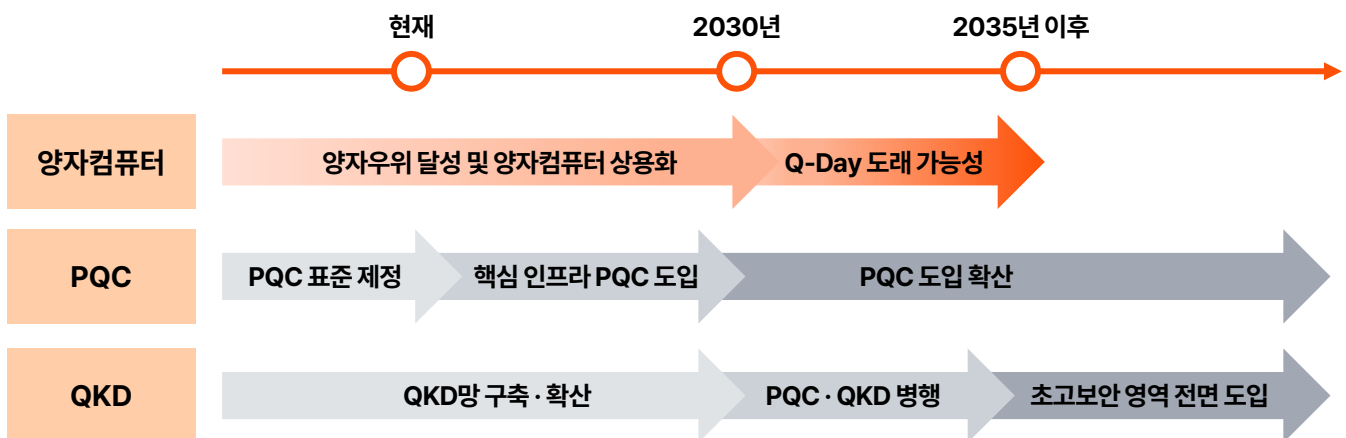 현재
2030년
2035년 이후
양자컴퓨터
양자우위 달성 및 양자컴퓨터 상용화
Q-Day 도래 가능성
PQC
PQC 표준 제정
핵심 인프라 PQC 도입
PQC 도입 확산
QKD
QKD망 구축 · 확산
PQC · QKD 병행
초고보안 영역 전면 도입